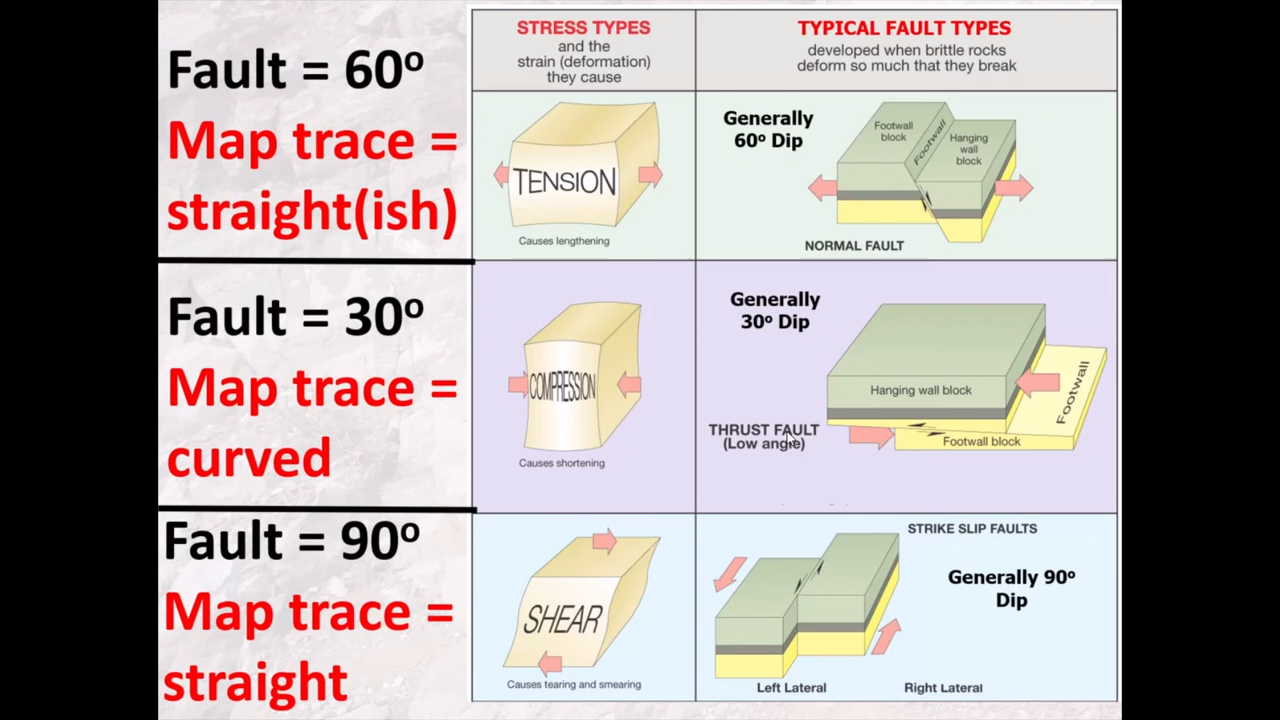 Fault = 60º
Map trace =
straight(ish)
Fault = 30º
Map trace =
curved
Fault = 90º
Map trace =
straight
STRESS TYPES
and the
strain (deformation)
they cause
TYPICAL FAULT TYPES
developed when brittle rocks
deform so much that they break
TENSION
Causes lengthening
Generally
60º Dip
Footwall
block
Footwall
Hanging
wall
block
NORMAL FAULT
COMPRESSION
Causes shortening
Generally
30º Dip
Hanging wall block
Footwall
THRUST FAULT
(Low angle)
Footwall block
SHEAR
Causes tearing and smearing
STRIKE SLIP FAULTS
Generally 90º
Dip
Left Lateral
Right Lateral